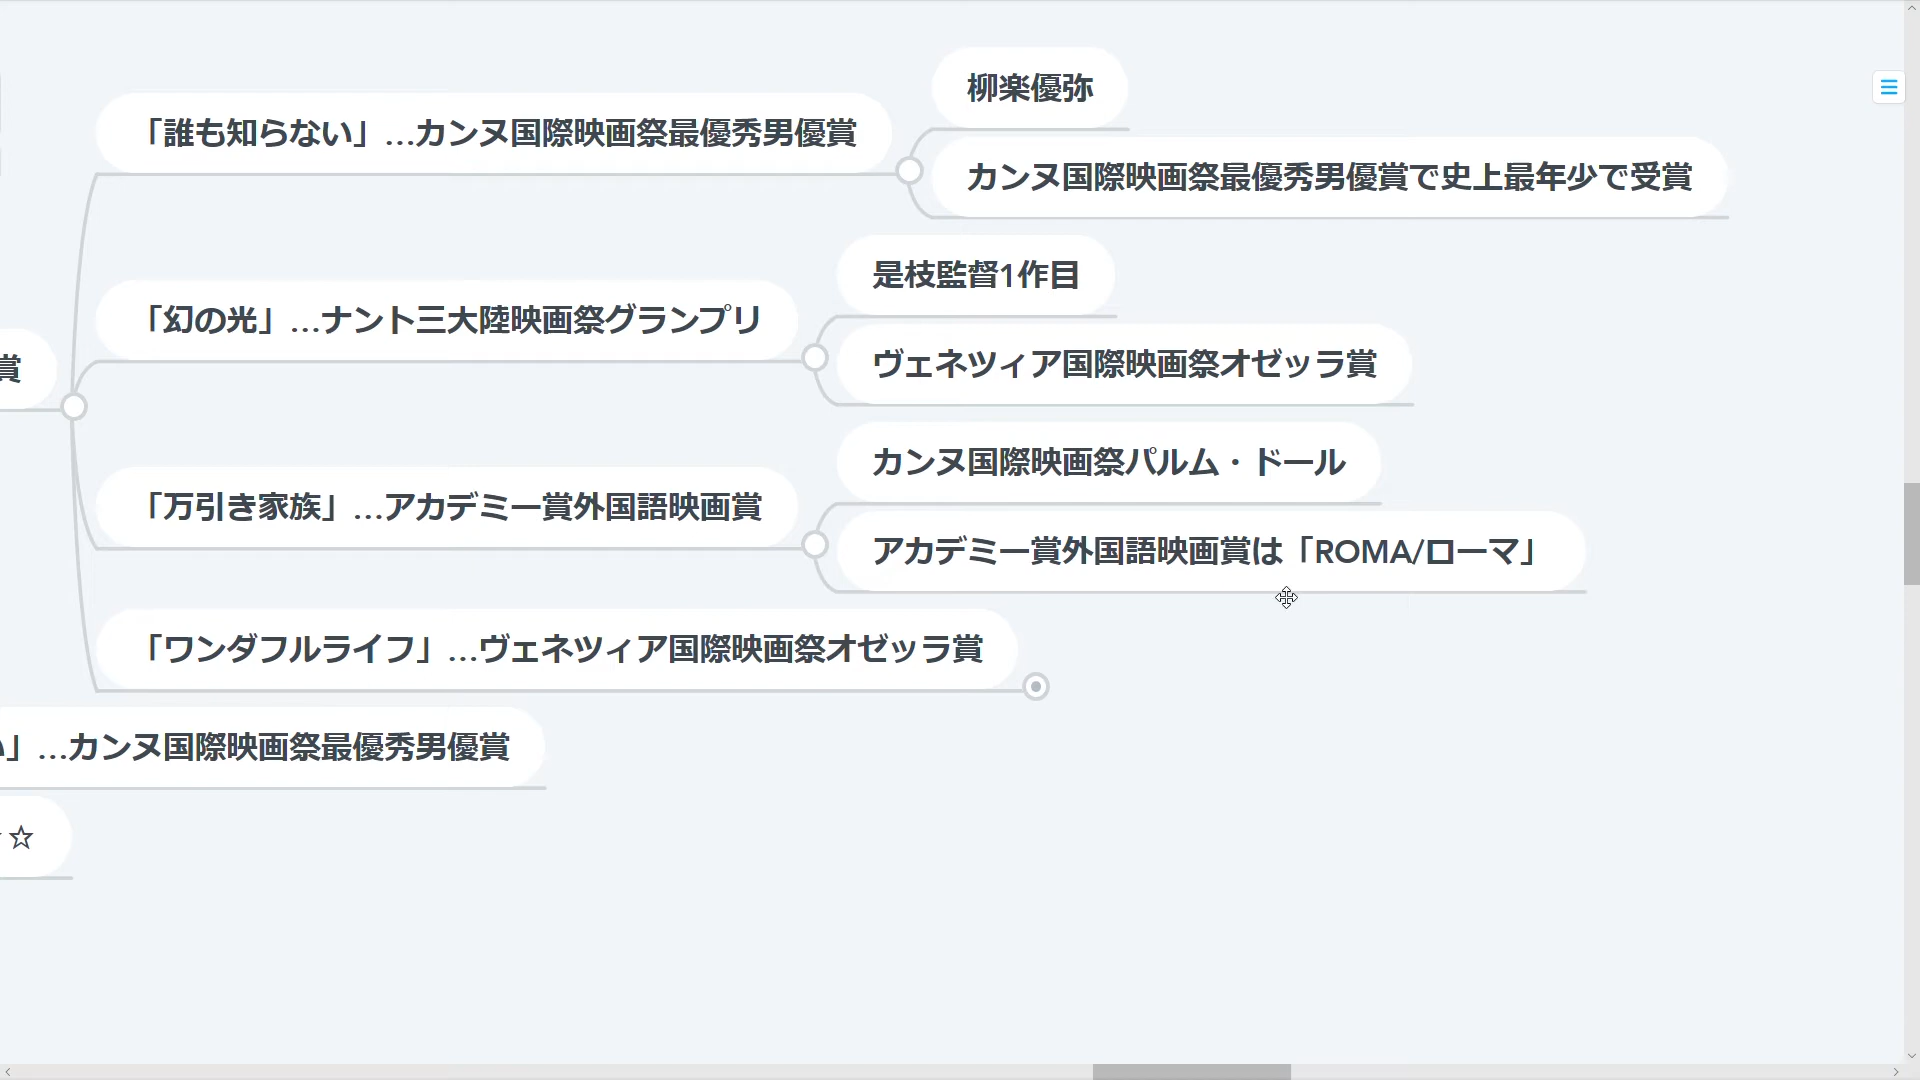 柳楽優弥
「誰も知らない」…カンヌ国際映画祭最優秀男優賞
カンヌ国際映画祭最優秀男優賞で史上最年少で受賞
是枝監督1作目
「幻の光」…ナント三大陸映画祭グランプリ
ヴェネツィア国際映画祭オゼッラ賞
賞
カンヌ国際映画祭パルム・ドール
「万引き家族」…アカデミー賞外国語映画賞
アカデミー賞外国語映画賞は「ROMA/ローマ」
「ワンダフルライフ」…ヴェネツィア国際映画祭オゼッラ賞
い」…カンヌ国際映画祭最優秀男優賞
☆